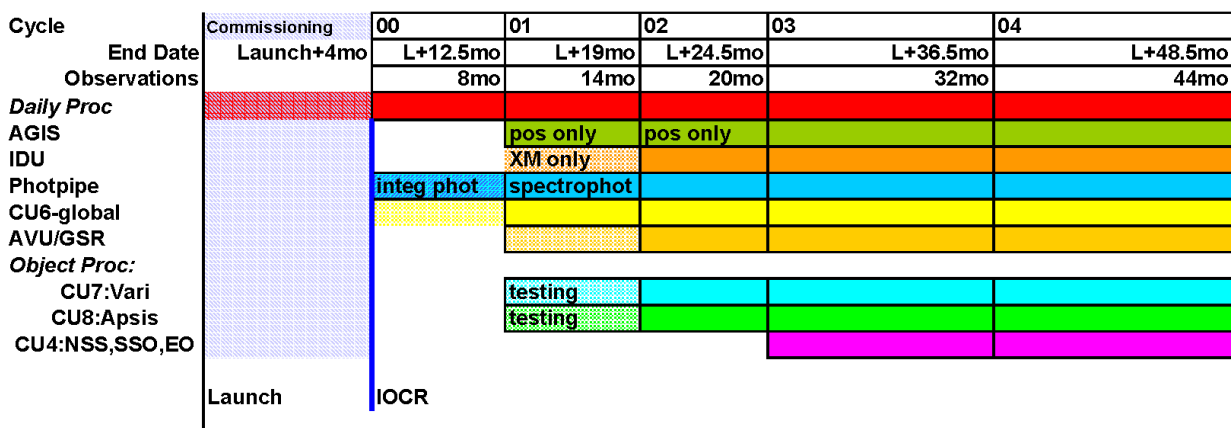 Cycle Commissioning 00 01 02 03 04
End Date Launch+4mo L+12.5mo L+19mo L+24.5mo L+36.5mo L+48.5mo
Observations 8mo 14mo 20mo 32mo 44mo
Daily Proc
AGIS pos only pos only
IDU XM only
Photpipe integ phot spectrophot
CU6-global
AVU/GSR
Object Proc:
CU7:Vari testing
CU8:Apsis testing
CU4:NSS,SSO,EO
Launch IOCR